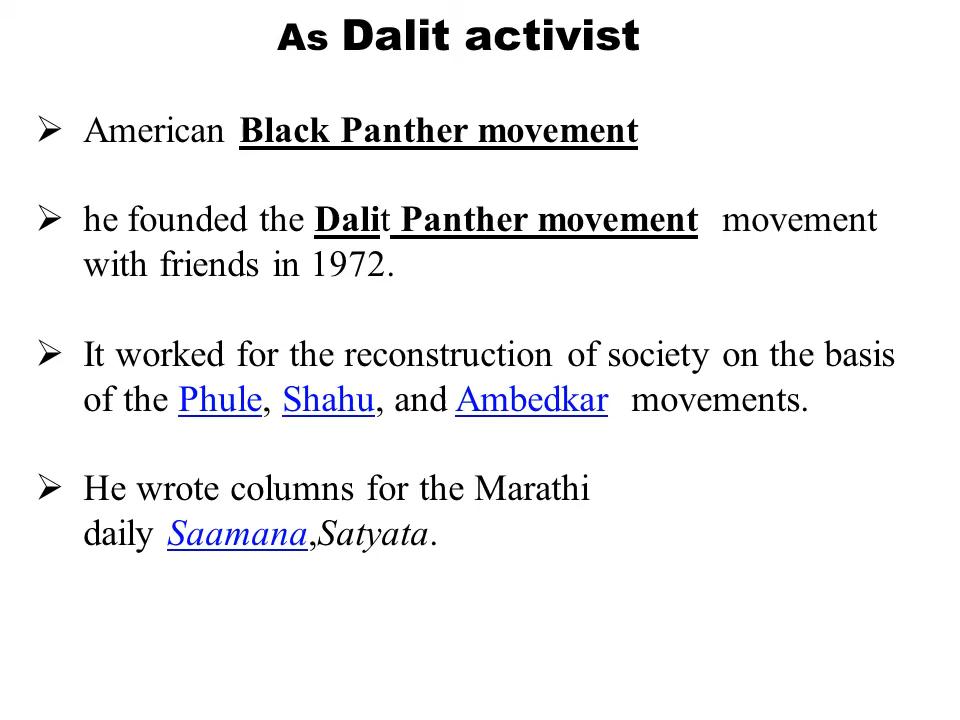 As Dalit activist
➢ American Black Panther movement
➢ he founded the Dalit Panther movement movement
with friends in 1972.
➢ It worked for the reconstruction of society on the basis
of the Phule, Shahu, and Ambedkar movements.
➢ He wrote columns for the Marathi
daily Saamana,Satyata.